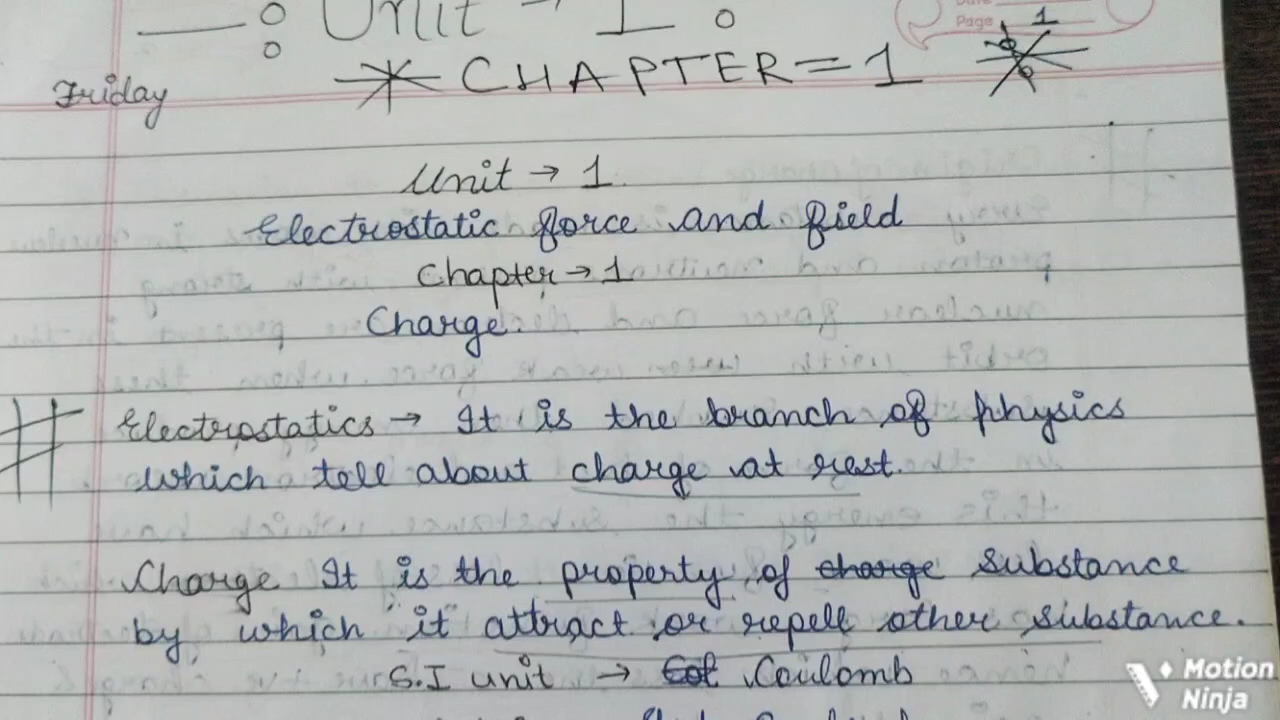 Date
Page 1
Unit → 1
Friday
CHAPTER = 1
Unit → 1
Electrostatic force and field
Chapter → 1
Charge.
# Electrostatics → It is the branch of physics
which tell about charge at rest.
Charge It is the property of charge substance
by which it attract or repell other substance.
S.I unit → Col Coulomb
Motion
Ninja